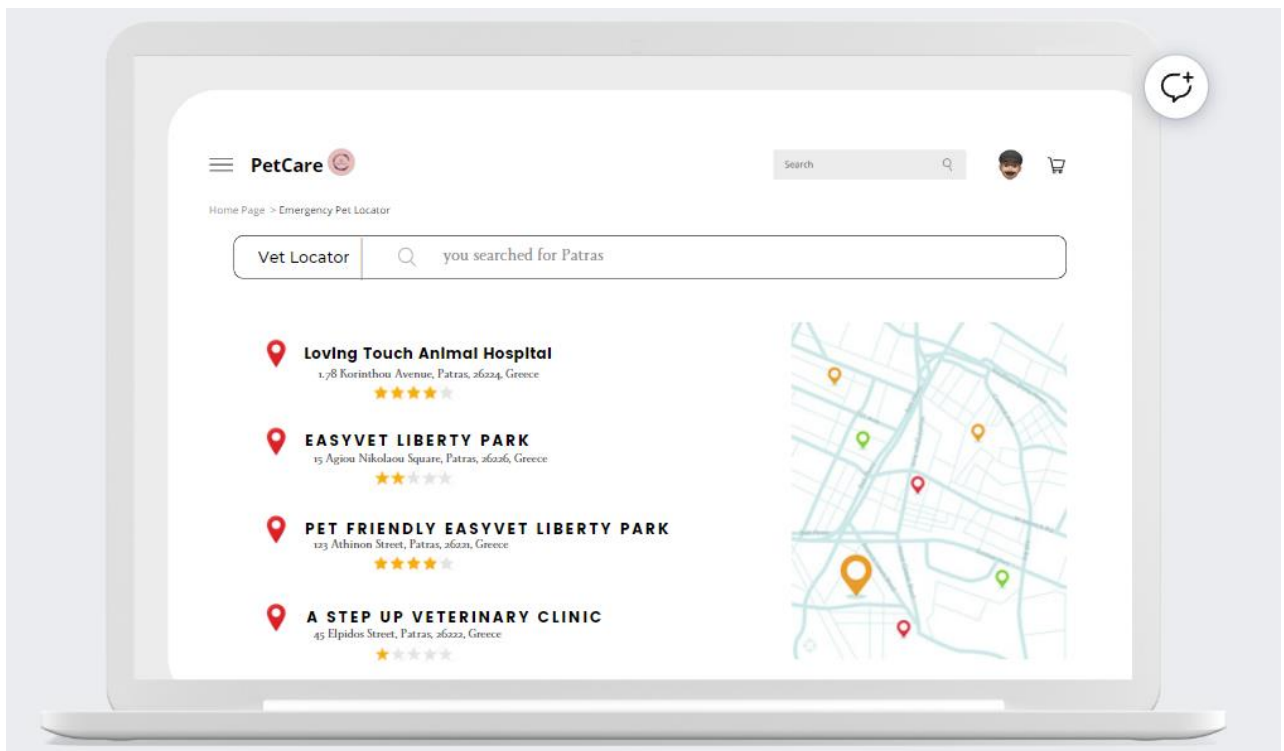 PetCare
Search
Home Page > Emergency Pet Locator
Vet Locator
you searched for Patras
Loving Touch Animal Hospital
1.78 Korinthou Avenue, Patras, 26224, Greece
EASYVET LIBERTY PARK
15 Agiou Nikolaou Square, Patras, 26226, Greece
PET FRIENDLY EASYVET LIBERTY PARK
123 Athinon Street, Patras, 26221, Greece
A STEP UP VETERINARY CLINIC
45 Elpidos Street, Patras, 26222, Greece